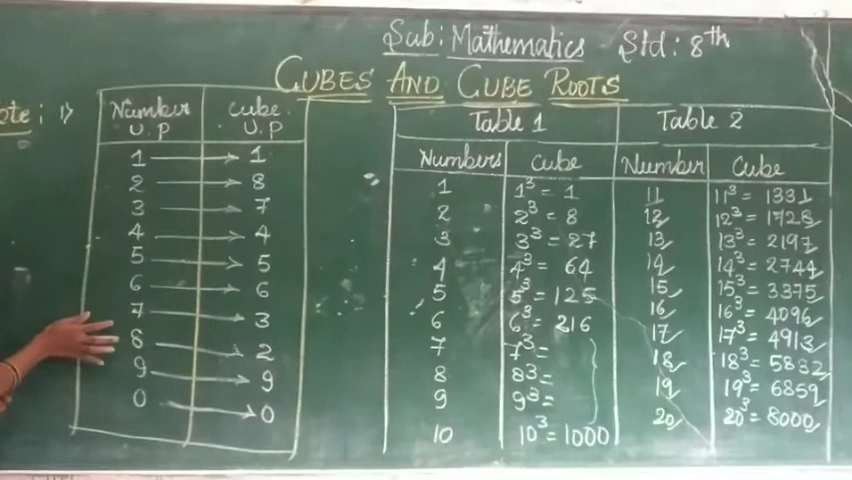 Sub: Mathematics Std: 8th
CUBES AND CUBE ROOTS
ote: 1)
Number Cube
U.P U.P
1 → 1
2 → 8
3 → 7
4 → 4
5 → 5
6 → 6
7 → 3
8 → 2
9 → 9
0 → 0
Table 1 Table 2
Numbers Cube Number Cube
1 1³ = 1 11 11³ = 1331
2 2³ = 8 12 12³ = 1728
3 3³ = 27 13 13³ = 2197
4 4³ = 64 14 14³ = 2744
5 5³ = 125 15 15³ = 3375
6 6³ = 216 16 16³ = 4096
7 7³ = 17 17³ = 4913
8 8³ = 18 18³ = 5832
9 9³ = 19 19³ = 6859
10 10³ = 1000 20 20³ = 8000